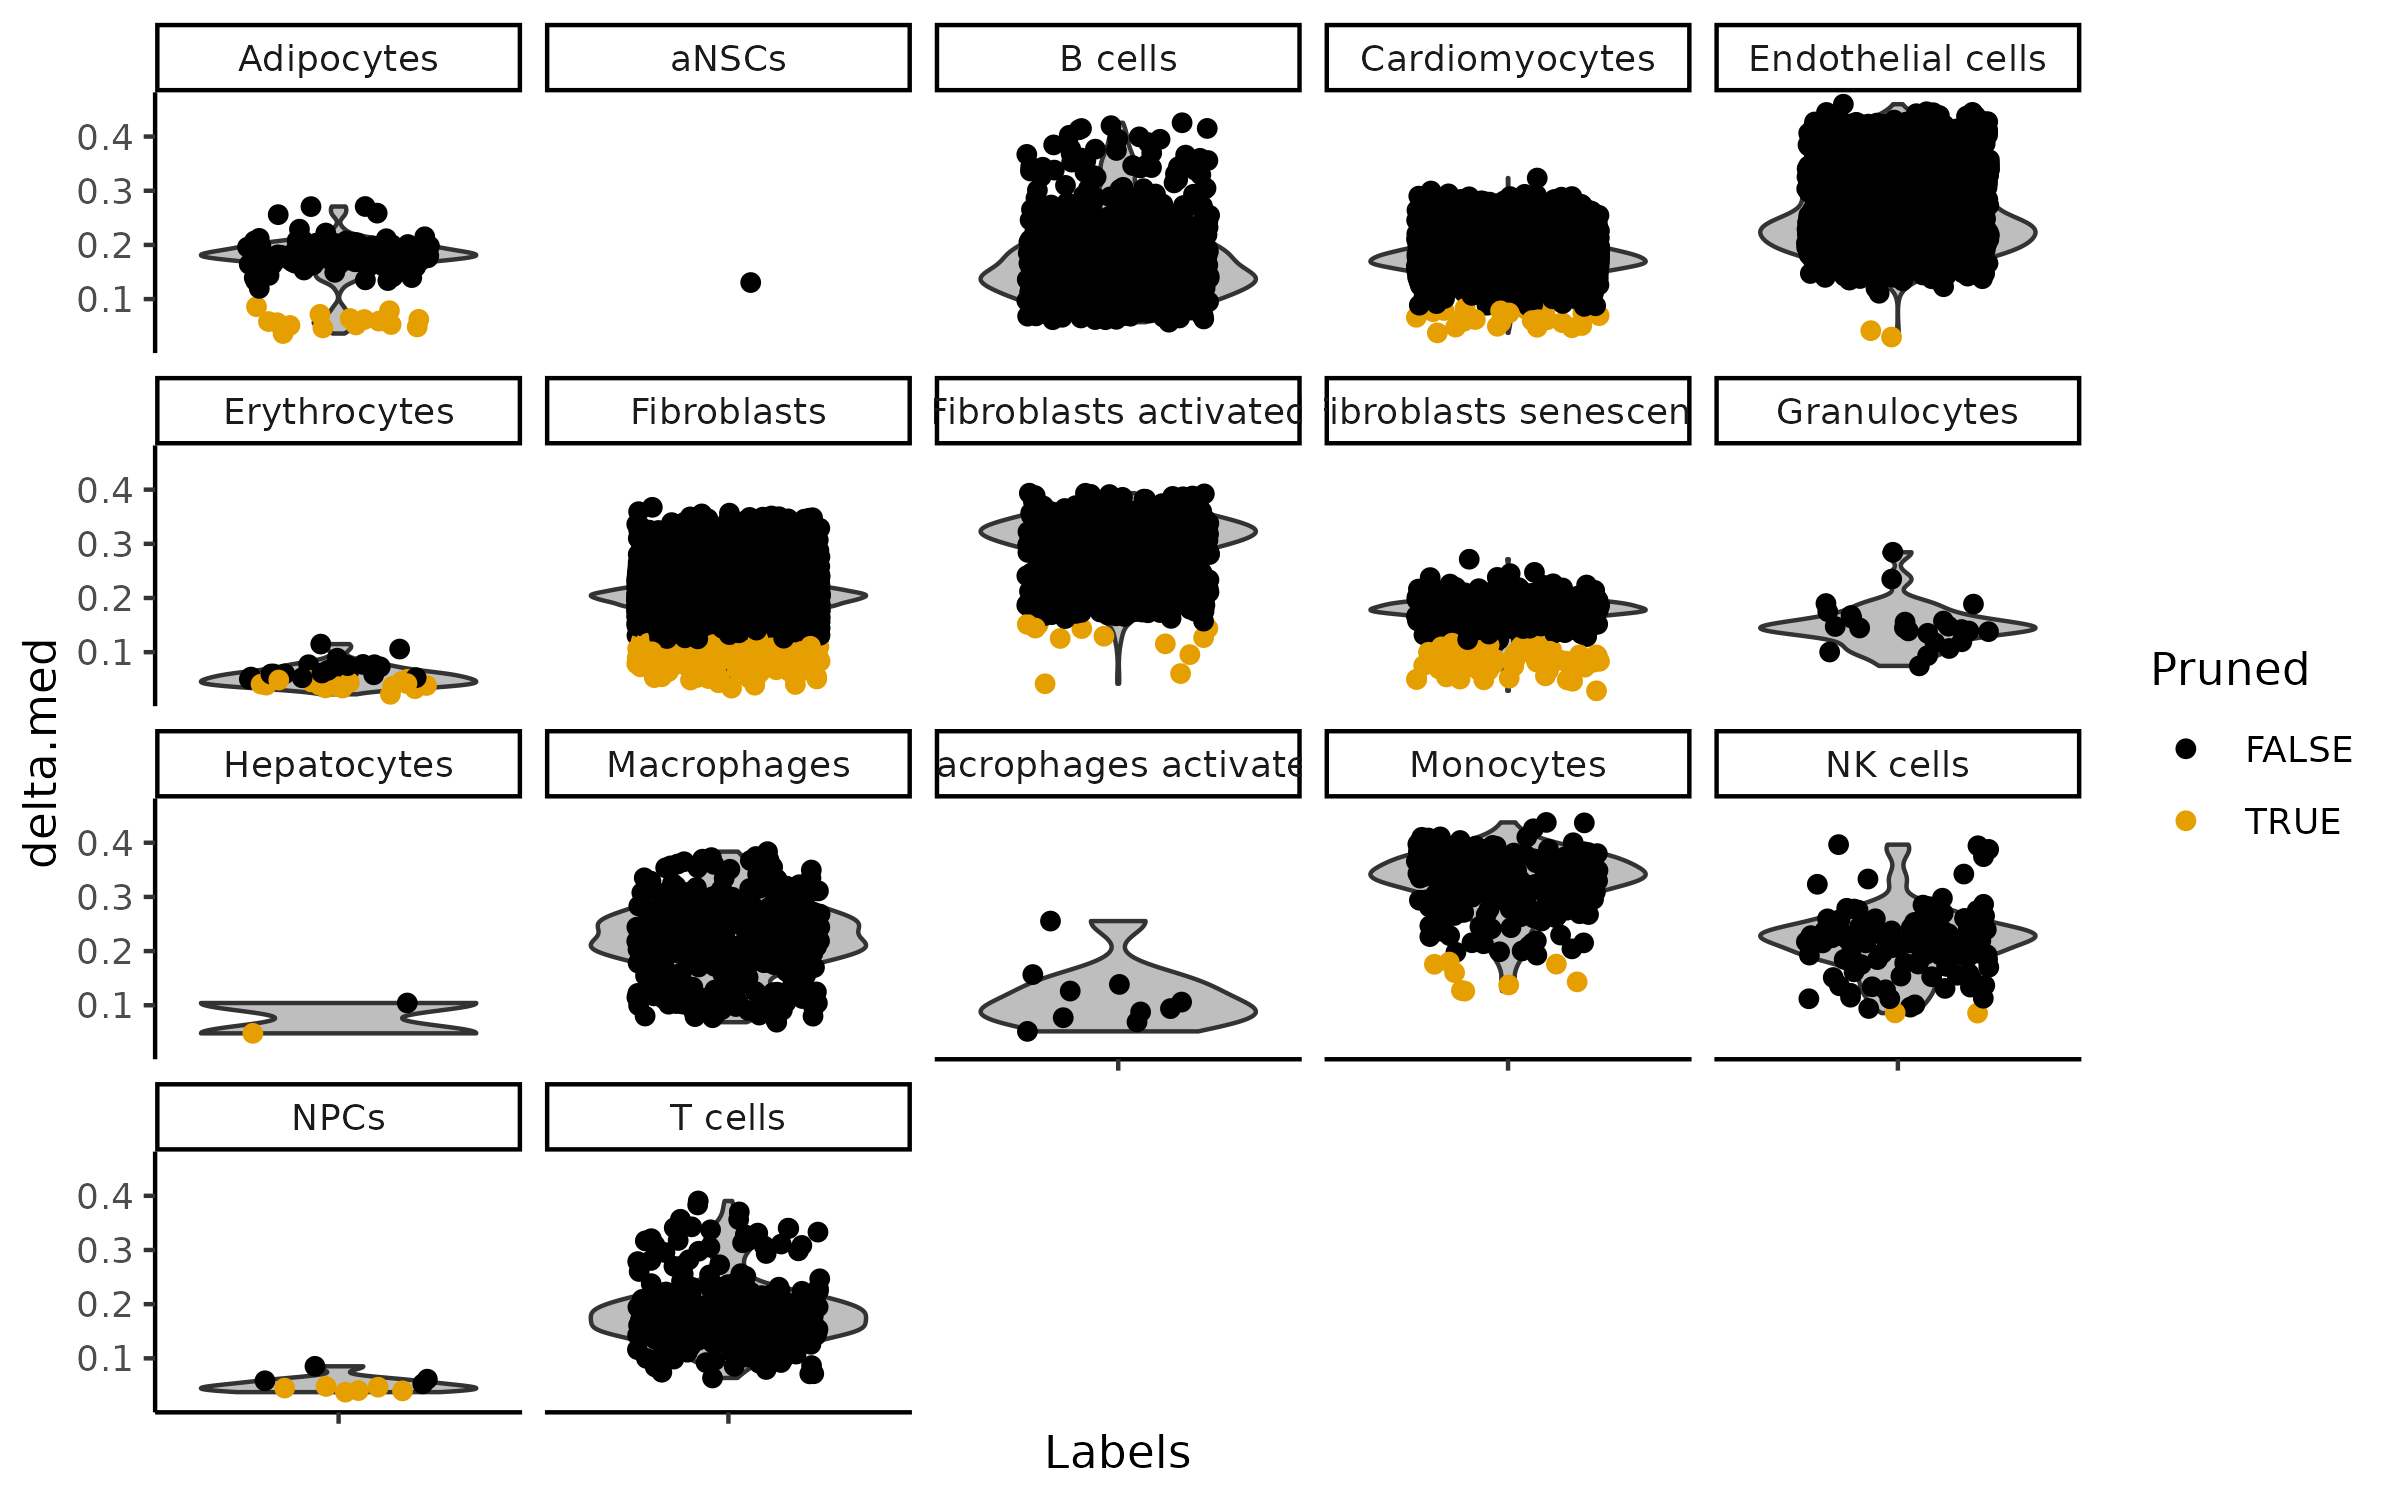 Adipocytes aNSCs B cells Cardiomyocytes Endothelial cells
0.4
0.3
0.2
0.1
Erythrocytes Fibroblasts Fibroblasts activated ibroblasts senescen Granulocytes
0.4
0.3
0.2
0.1
Hepatocytes Macrophages acrophages activate Monocytes NK cells
0.4
0.3
0.2
0.1
NPCs T cells
0.4
0.3
0.2
0.1
delta.med
Labels
Pruned
FALSE
TRUE